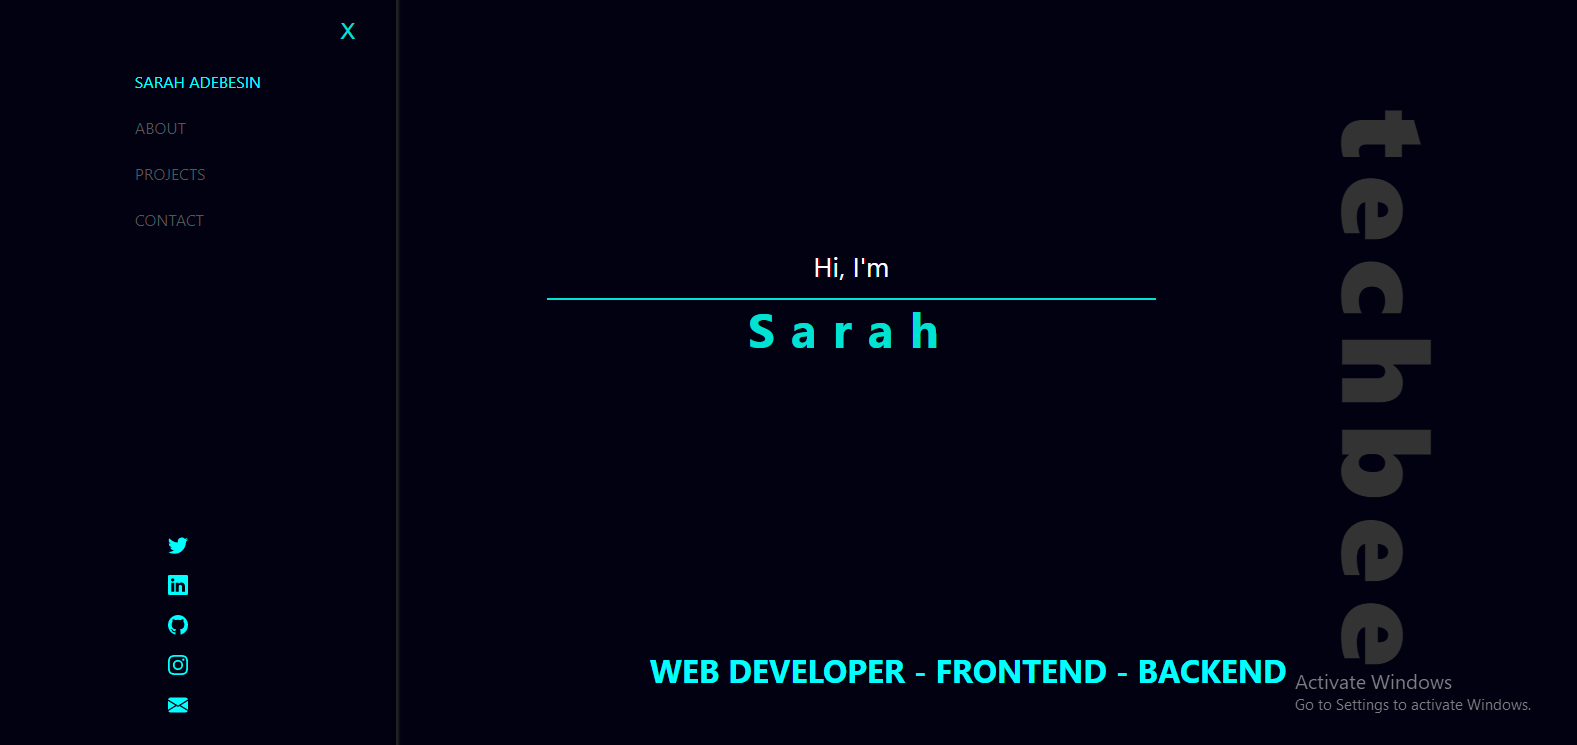 X
SARAH ADEBESIN
ABOUT
PROJECTS
CONTACT
Hi, I'm
Sarah
techbee
WEB DEVELOPER - FRONTEND - BACKEND
Activate Windows
Go to Settings to activate Windows.